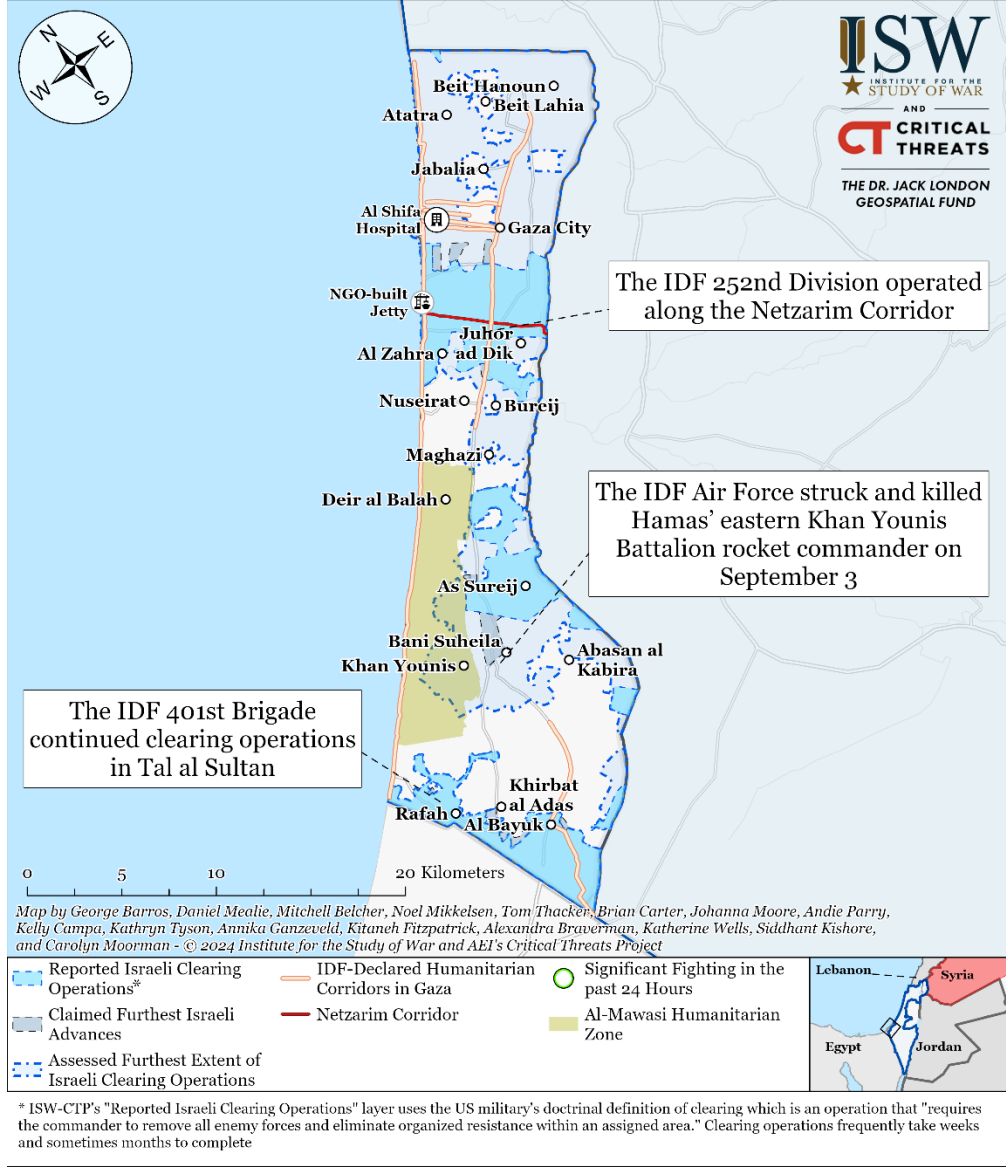 N
E
W
S
ISW
INSTITUTE FOR THE
STUDY OF WAR
AND
CT CRITICAL
THREATS
THE DR. JACK LONDON
GEOSPATIAL FUND
Beit Hanoun
Beit Lahia
Atatra
Jabalia
Al Shifa
Hospital
Gaza City
The IDF 252nd Division operated
along the Netzarim Corridor
NGO-built
Jetty
Juhor
ad Dik
Al Zahra
Nuseirat
Bureij
Maghazi
The IDF Air Force struck and killed
Hamas' eastern Khan Younis
Battalion rocket commander on
September 3
Deir al Balah
As Sureij
Bani Suheila
Khan Younis
Abasan al
Kabira
The IDF 401st Brigade
continued clearing operations
in Tal al Sultan
Khirbat
al Adas
Rafah
Al Bayuk
0 5 10 20 Kilometers
Map by George Barros, Daniel Mealie, Mitchell Belcher, Noel Mikkelsen, Tom Thacker, Brian Carter, Johanna Moore, Andie Parry,
Kelly Campa, Kathryn Tyson, Annika Ganzeveld, Kitaneh Fitzpatrick, Alexandra Braverman, Katherine Wells, Siddhant Kishore,
and Carolyn Moorman - © 2024 Institute for the Study of War and AEI's Critical Threats Project
Reported Israeli Clearing
Operations*
Claimed Furthest Israeli
Advances
Assessed Furthest Extent of
Israeli Clearing Operations
IDF-Declared Humanitarian
Corridors in Gaza
Netzarim Corridor
Significant Fighting in the
past 24 Hours
Al-Mawasi Humanitarian
Zone
Lebanon
Syria
Egypt
Jordan
* ISW-CTP's "Reported Israeli Clearing Operations" layer uses the US military's doctrinal definition of clearing which is an operation that "requires
the commander to remove all enemy forces and eliminate organized resistance within an assigned area." Clearing operations frequently take weeks
and sometimes months to complete